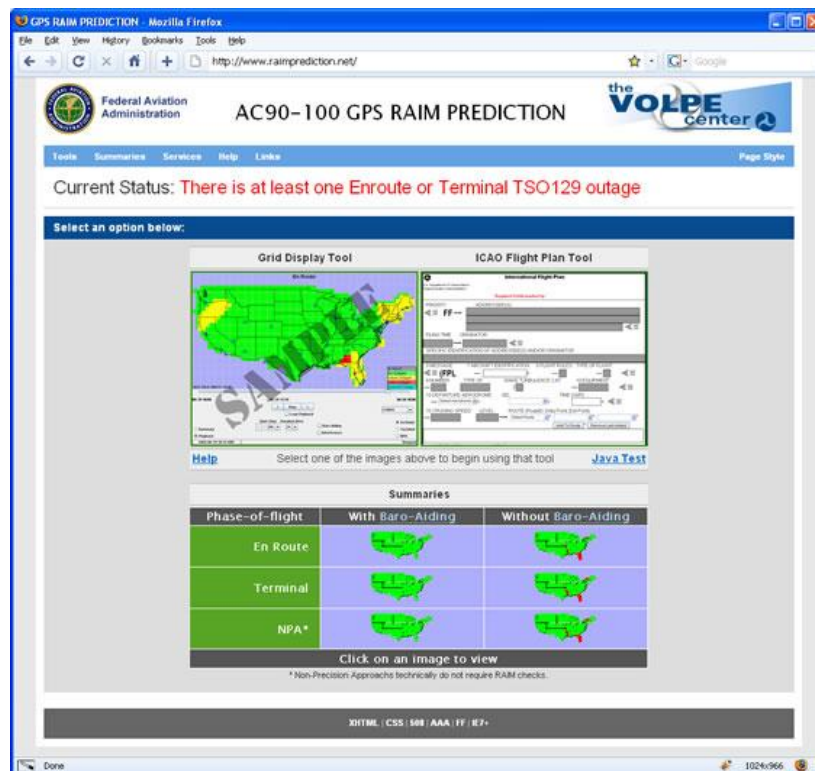 GPS RAIM PREDICTION - Mozilla Firefox
File Edit View History Bookmarks Tools Help
http://www.raimprediction.net/
Google
Federal Aviation
Administration
AC90-100 GPS RAIM PREDICTION
the
VOLPE
center
Tools Summaries Services Help Links Page Style
Current Status: There is at least one Enroute or Terminal TSO129 outage
Select an option below:
Grid Display Tool ICAO Flight Plan Tool
En Route
International Flight Plan
SAMPLE
FF
(FPL
Help Select one of the images above to begin using that tool Java Test
Summaries
Phase-of-flight With Baro-Aiding Without Baro-Aiding
En Route
Terminal
NPA*
Click on an image to view
* Non-Precision Approachs technically do not require RAIM checks.
XHTML | CSS | 508 | AAA | FF | IE7+
Done 1024x966